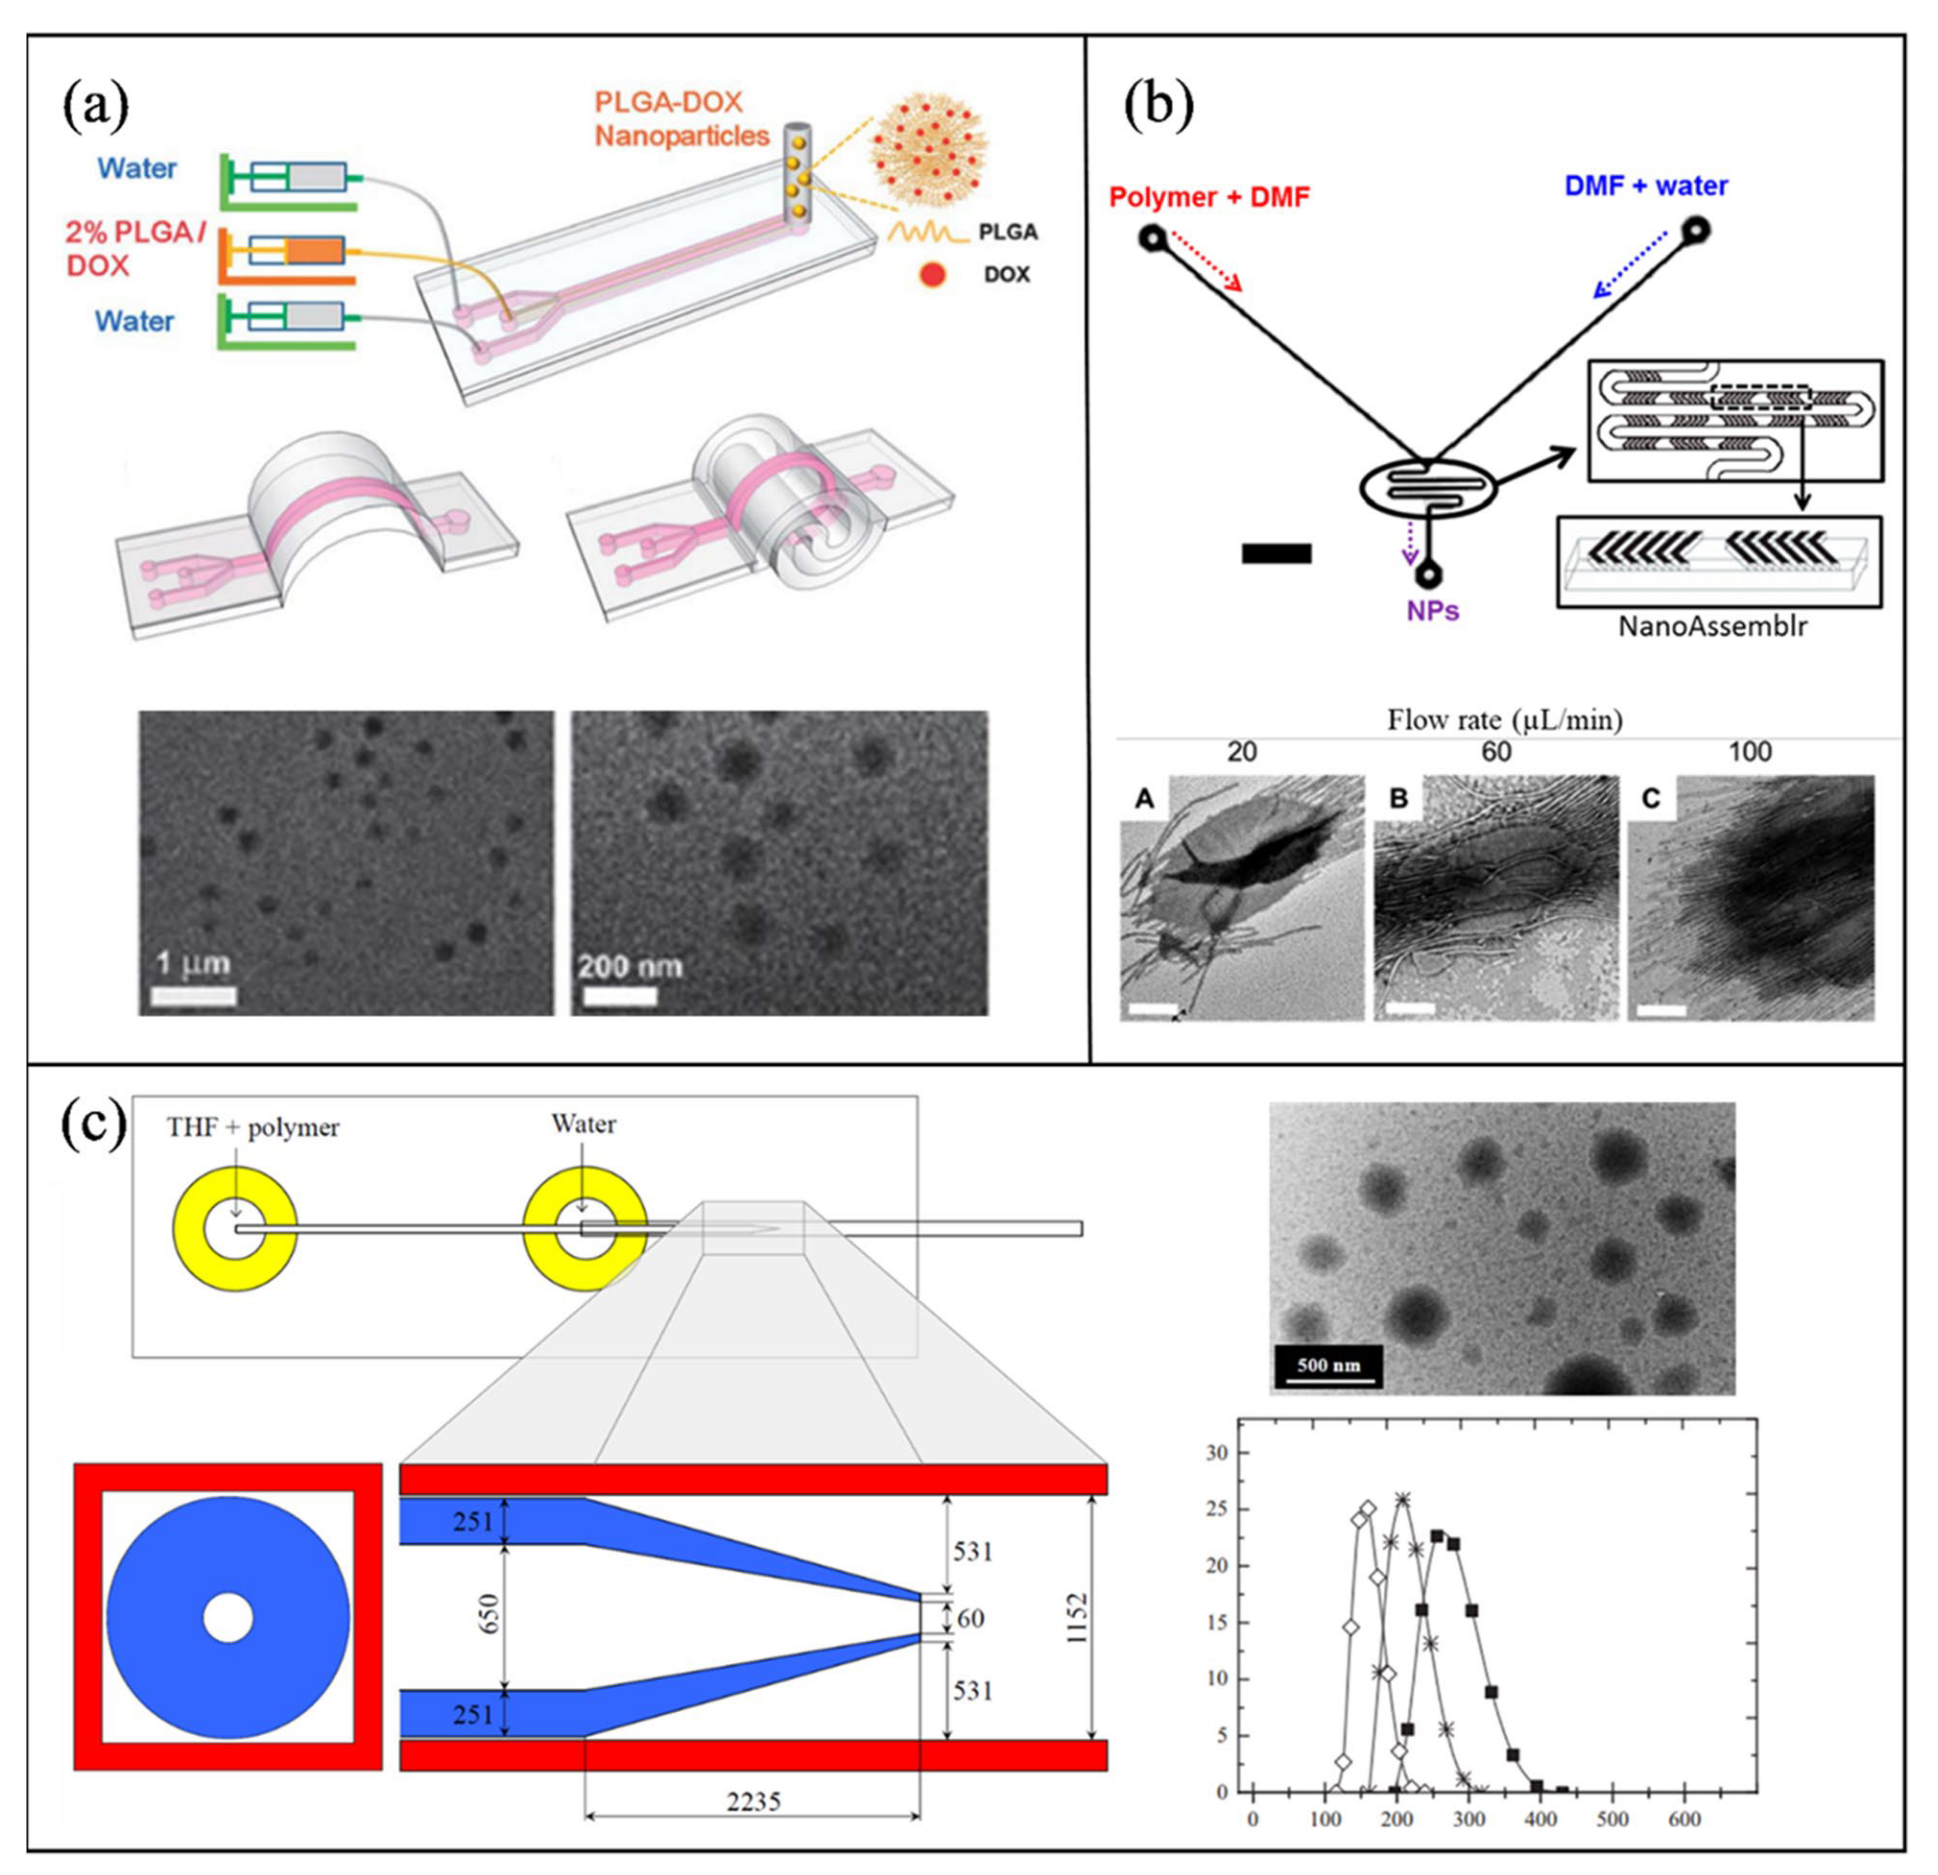 (a)
PLGA-DOX
Nanoparticles
Water
2% PLGA/
DOX
Water
PLGA
DOX
1 μm
200 nm
(b)
Polymer + DMF
DMF + water
NPs
NanoAssemblr
Flow rate (μL/min)
20 60 100
A B C
(c)
THF + polymer
Water
251
650
251
531
60
531
1152
2235
500 nm
30
25
20
15
10
5
0
0 100 200 300 400 500 600